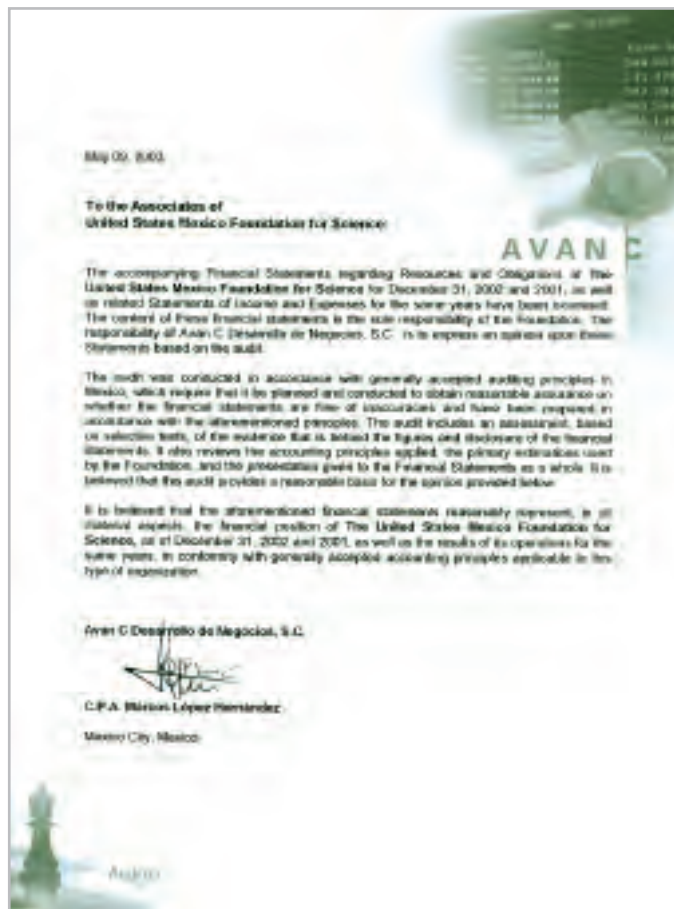 May 09, 2003.
To the Associates of
United States Mexico Foundation for Science:
AVAN C
The accompanying Financial Statements regarding Resources and Obligations of The
United States Mexico Foundation for Science for December 31, 2002 and 2001, as well
as related Statements of Income and Expenses for the same years have been
The content of these financial statements is the sole responsibility of the Foundation. The
responsibility of Avan C Desarrollo de Negocios, S.C. is to express an opinion upon these
Statements based on the audit.
The audit was conducted in accordance with generally accepted auditing principles in
Mexico, which require that it be planned and conducted to obtain reasonable assurance on
whether the financial statements are free of inaccuracies and have been prepared in
accordance with the aforementioned principles. The audit includes an assessment, based
on selective tests, of the evidence that is behind the figures and disclosure of the financial
statements. It also reviews the accounting principles applied, the primary estimations used
by the Foundation, and the presentation given to the Financial Statements as a whole. It is
believed that this audit provides a reasonable basis for the opinion provided below.
It is believed that the aforementioned financial statements reasonably represent, in all
material aspects, the financial position of The United States Mexico Foundation for
Science, as of December 31, 2002 and 2001, as well as the results of its operations for the
same years, in conformity with generally accepted accounting principles applicable to this
type of organization.
Avan C Desarrollo de Negocios, S.C.
C.P.A. Marcos López Hernández
Mexico City, Mexico